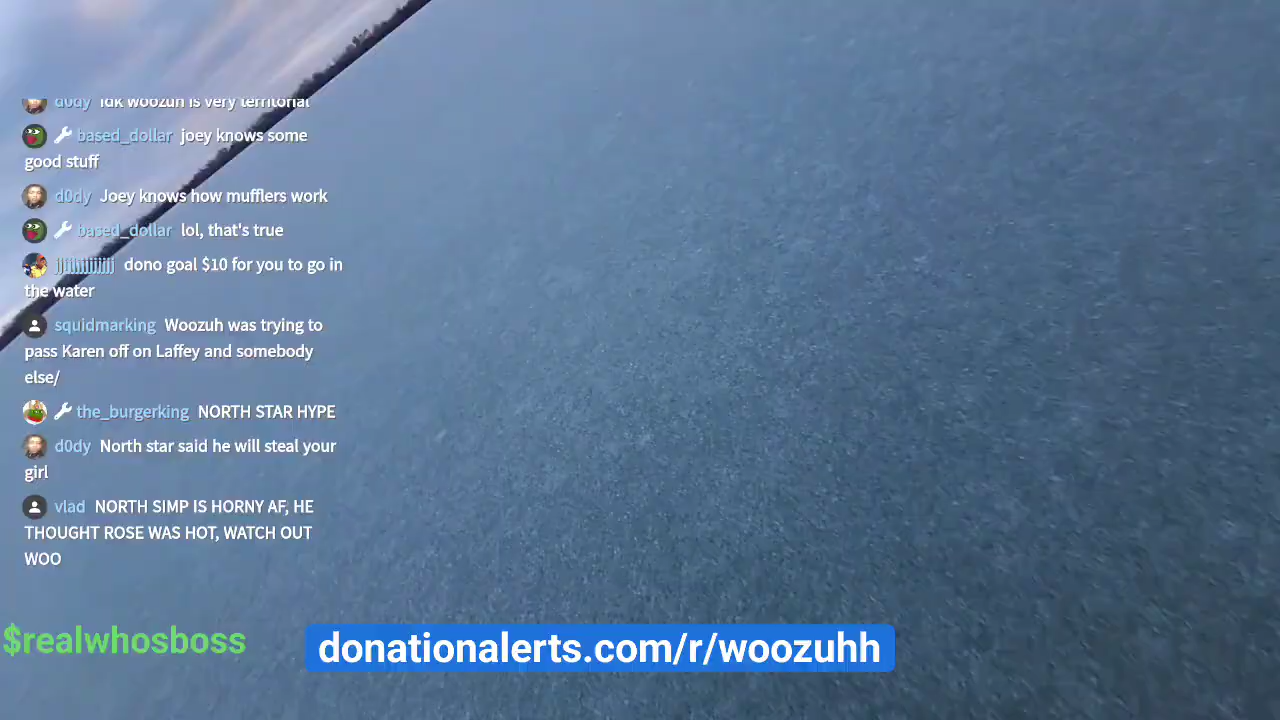 d0dy idk woozuh is very territorial
based_dollar joey knows some
good stuff
d0dy Joey knows how mufflers work
based_dollar lol, that's true
dono goal $10 for you to go in
the water
squidmarking Woozuh was trying to
pass Karen off on Laffey and somebody
else/
the_burgerking NORTH STAR HYPE
d0dy North star said he will steal your
girl
vlad NORTH SIMP IS HORNY AF, HE
THOUGHT ROSE WAS HOT, WATCH OUT
WOO
$realwhosboss
donationalerts.com/r/woozuhh